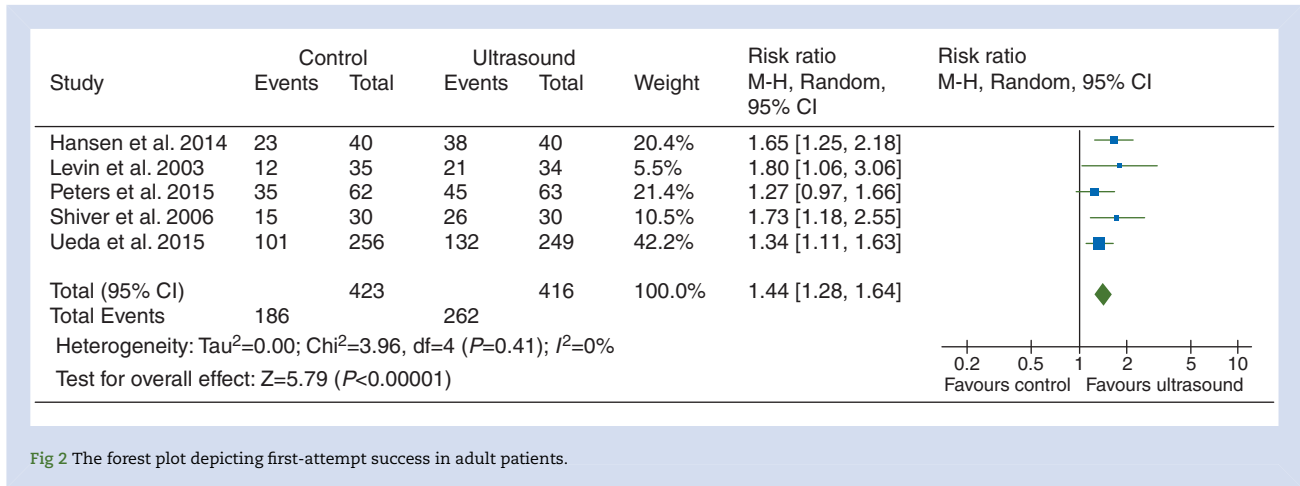 Control Ultrasound Risk ratio Risk ratio
Study Events Total Events Total Weight M-H, Random, 95% CI M-H, Random, 95% CI
Hansen et al. 2014 23 40 38 40 20.4% 1.65 [1.25, 2.18]
Levin et al. 2003 12 35 21 34 5.5% 1.80 [1.06, 3.06]
Peters et al. 2015 35 62 45 63 21.4% 1.27 [0.97, 1.66]
Shiver et al. 2006 15 30 26 30 10.5% 1.73 [1.18, 2.55]
Ueda et al. 2015 101 256 132 249 42.2% 1.34 [1.11, 1.63]
Total (95% CI) 423 416 100.0% 1.44 [1.28, 1.64]
Total Events 186 262
Heterogeneity: Tau²=0.00; Chi²=3.96, df=4 (P=0.41); I²=0%
Test for overall effect: Z=5.79 (P<0.00001)
0.2 0.5 1 2 5 10
Favours control Favours ultrasound
Fig 2 The forest plot depicting first-attempt success in adult patients.